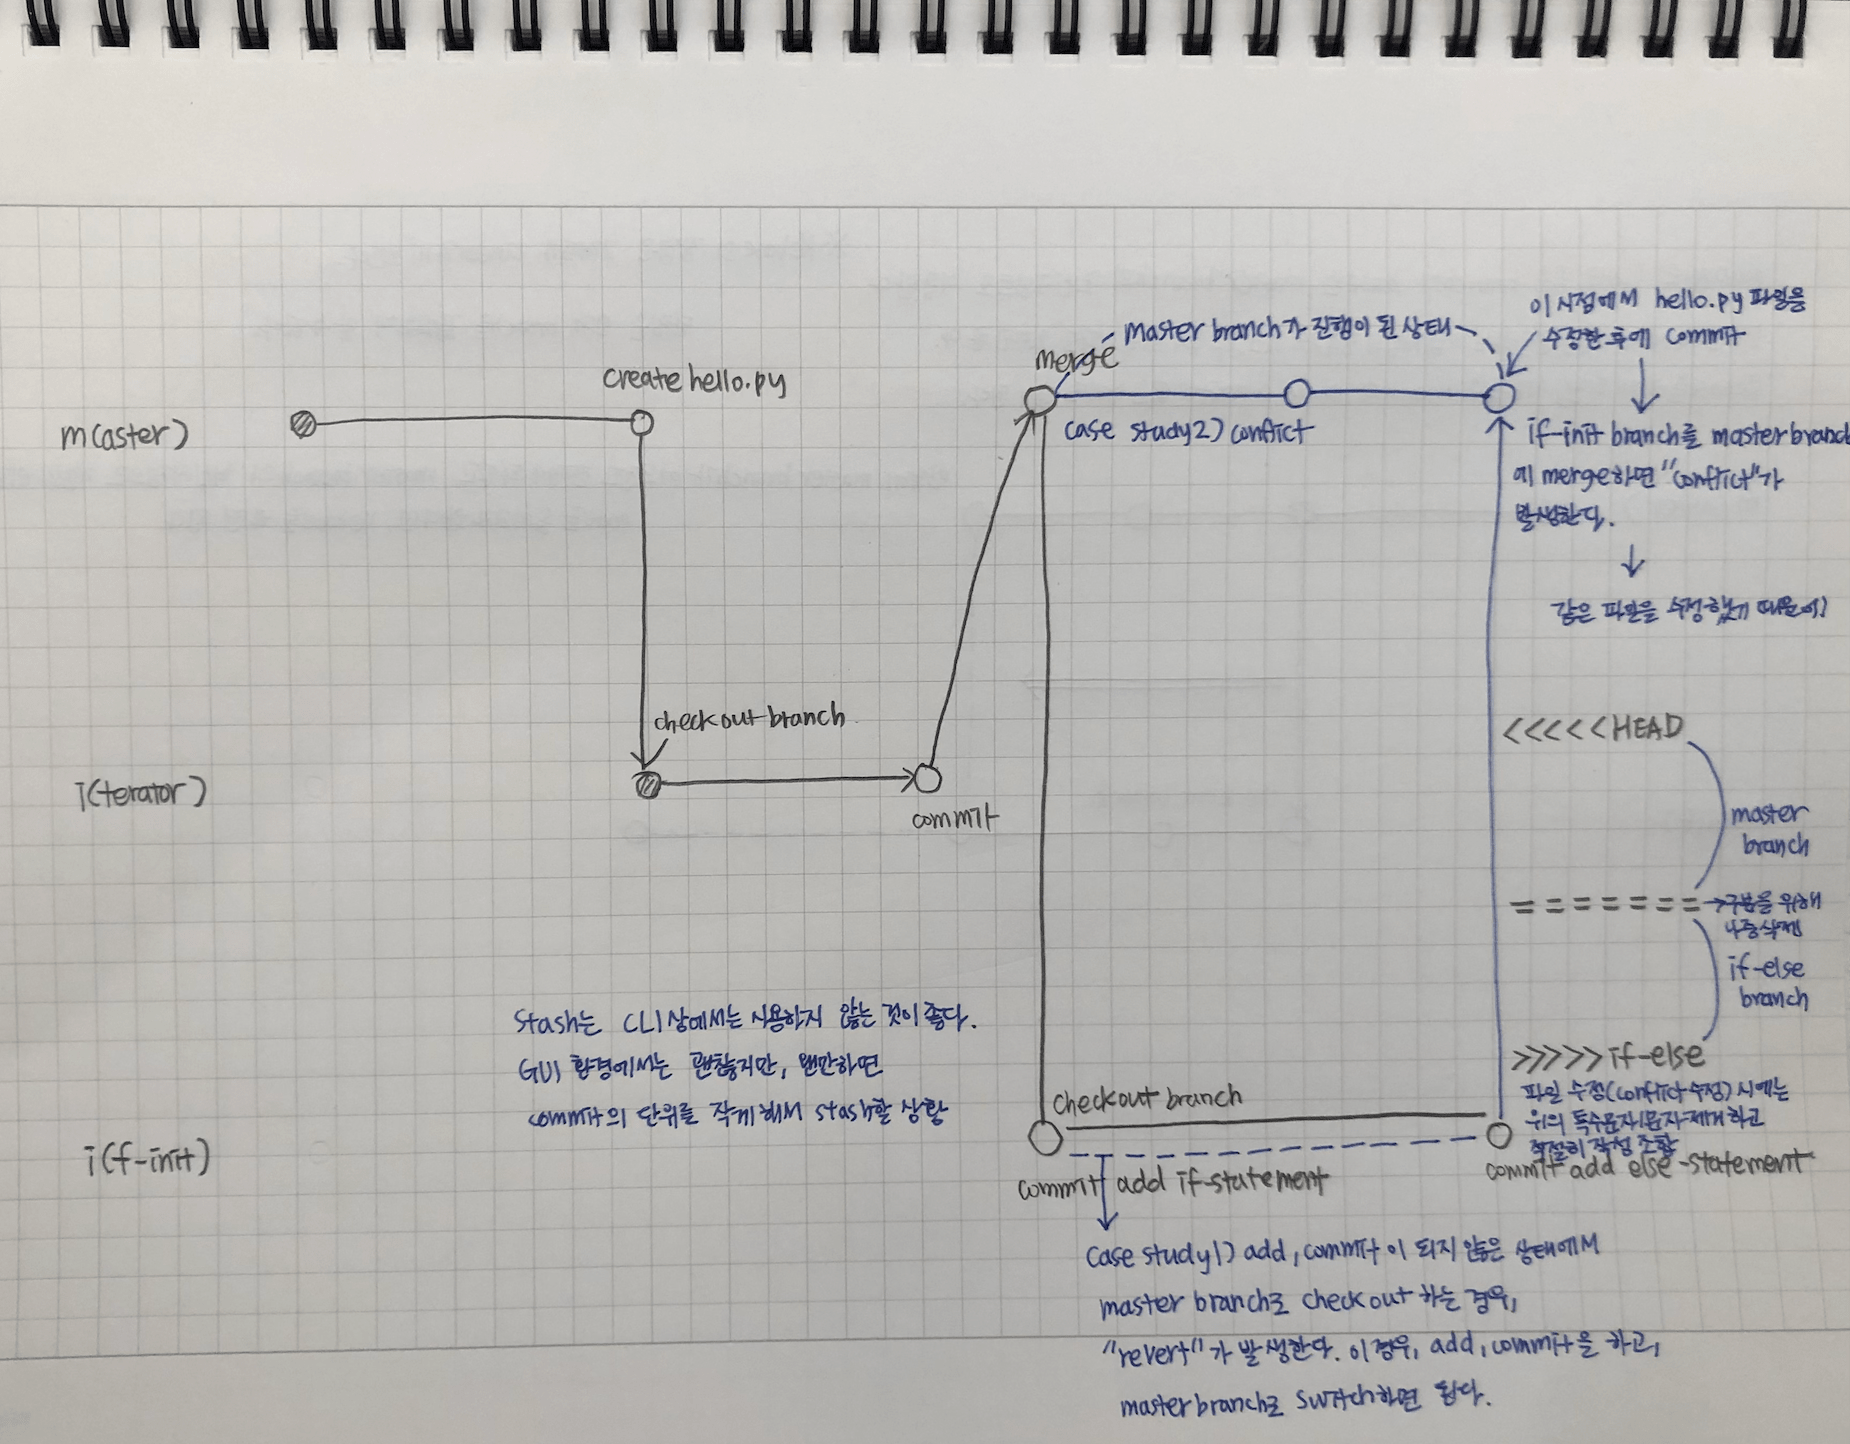 이 시점에서 hello.py 파일을
수정한 후에 commit
master branch가 진행이 된 상태
merge
create hello.py
m(aster)
case study2) conflict
if-init branch를 master branch
에 merge하면 "conflict"가
발생한다.
같은 파일을 수정했기 때문에!
checkout branch
<<<<<HEAD
i(terator)
commit
master
branch
======= → 구분을 위해
나중 삭제
if-else
branch
stash는 CLI상에서는 사용하지 않는 것이 좋다.
GUI 환경에서는 괜찮지만, 웬만하면
commit의 단위를 작게해서 stash할 상황
>>>>>if-else
파일 수정(conflict 수정) 시에는
위의 특수문자/문자 제거하고
적절히 작성 조합
checkout branch
i(f-init)
commit add if-statement
commit add else-statement
case study1) add, commit이 되지 않은 상태에서
master branch로 checkout 하는 경우,
"revert"가 발생한다. 이 경우, add, commit을 하고,
master branch로 switch하면 된다.